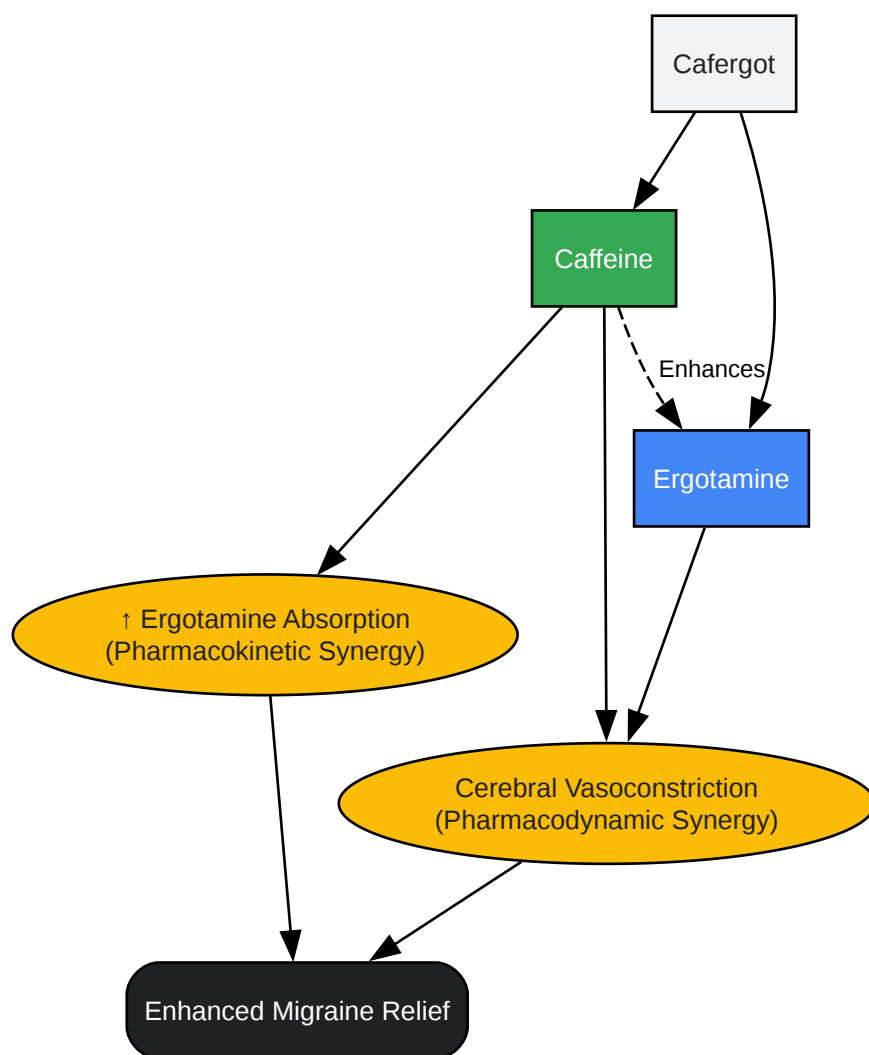 Cafergot
Caffeine
Enhances
Ergotamine
↑ Ergotamine Absorption
(Pharmacokinetic Synergy)
Cerebral Vasoconstriction
(Pharmacodynamic Synergy)
Enhanced Migraine Relief